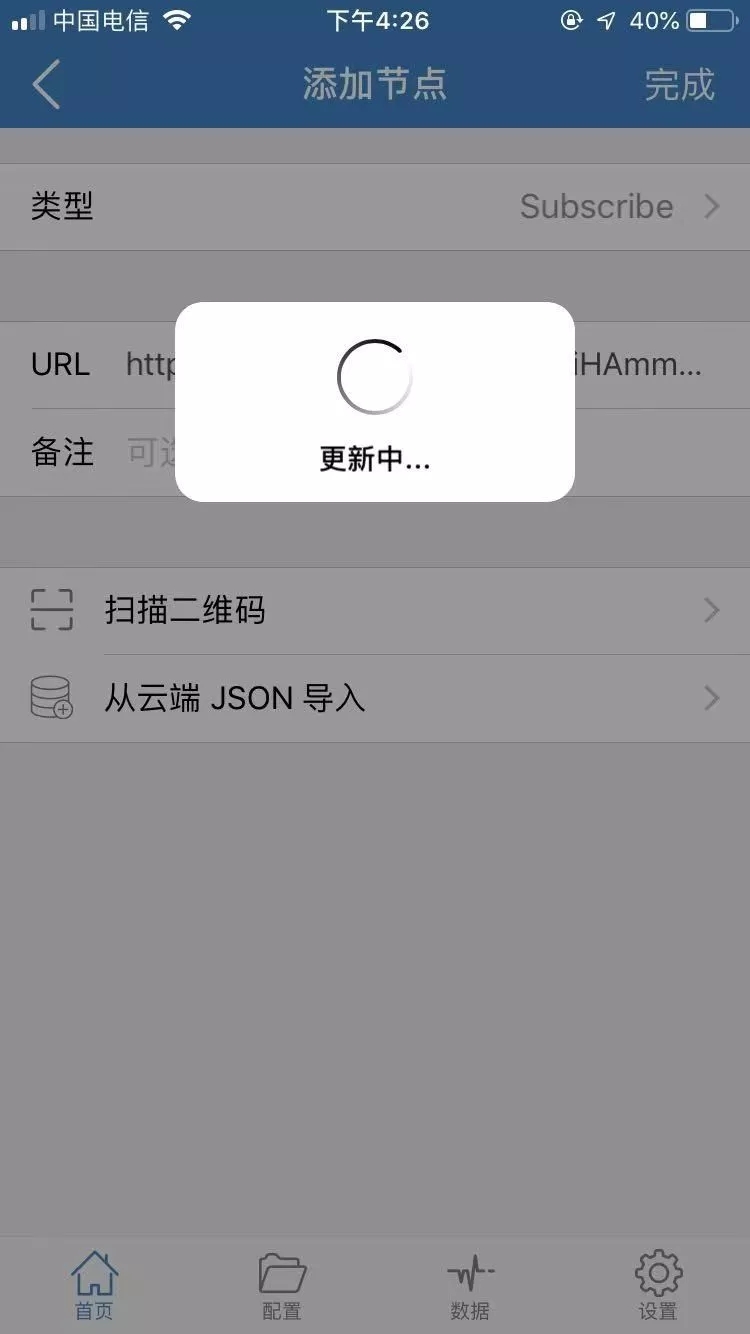 中国电信 下午4:26 40%
添加节点 完成
类型 Subscribe
URL http iHAmm...
备注 可选
更新中...
扫描二维码
从云端 JSON 导入
首页 配置 数据 设置